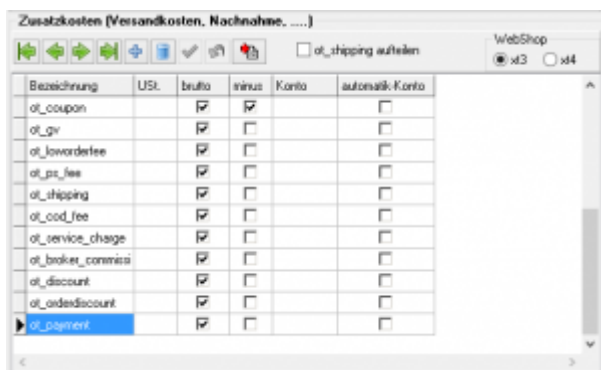 Zusatzkosten (Versandkosten, Nachnahme, ....)
ot_shipping aufteilen
WebShop
xt3 xt4
Bezeichnung USt. brutto minus Konto automatik-Konto
ot_coupon
ot_gv
ot_loworderfee
ot_ps_fee
ot_shipping
ot_cod_fee
ot_service_charge
ot_broker_commissi
ot_discount
ot_orderdiscount
ot_payment